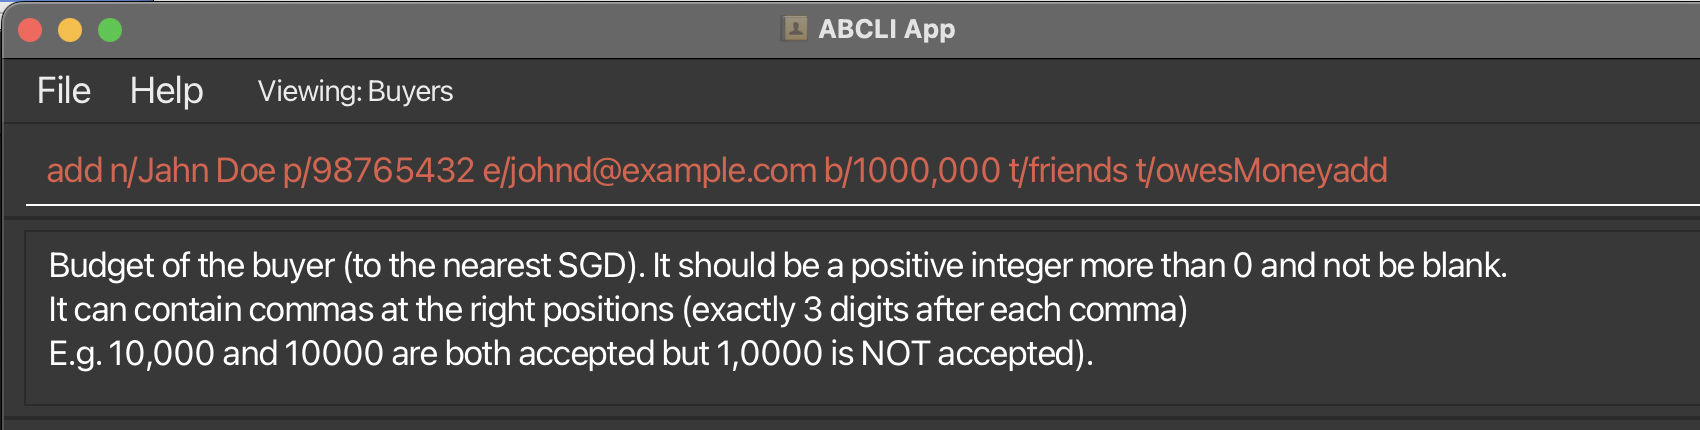 ABCLI App
File Help Viewing: Buyers
add n/Jahn Doe p/98765432 e/johnd@example.com b/1000,000 t/friends t/owesMoneyadd
Budget of the buyer (to the nearest SGD). It should be a positive integer more than 0 and not be blank.
It can contain commas at the right positions (exactly 3 digits after each comma)
E.g. 10,000 and 10000 are both accepted but 1,0000 is NOT accepted).